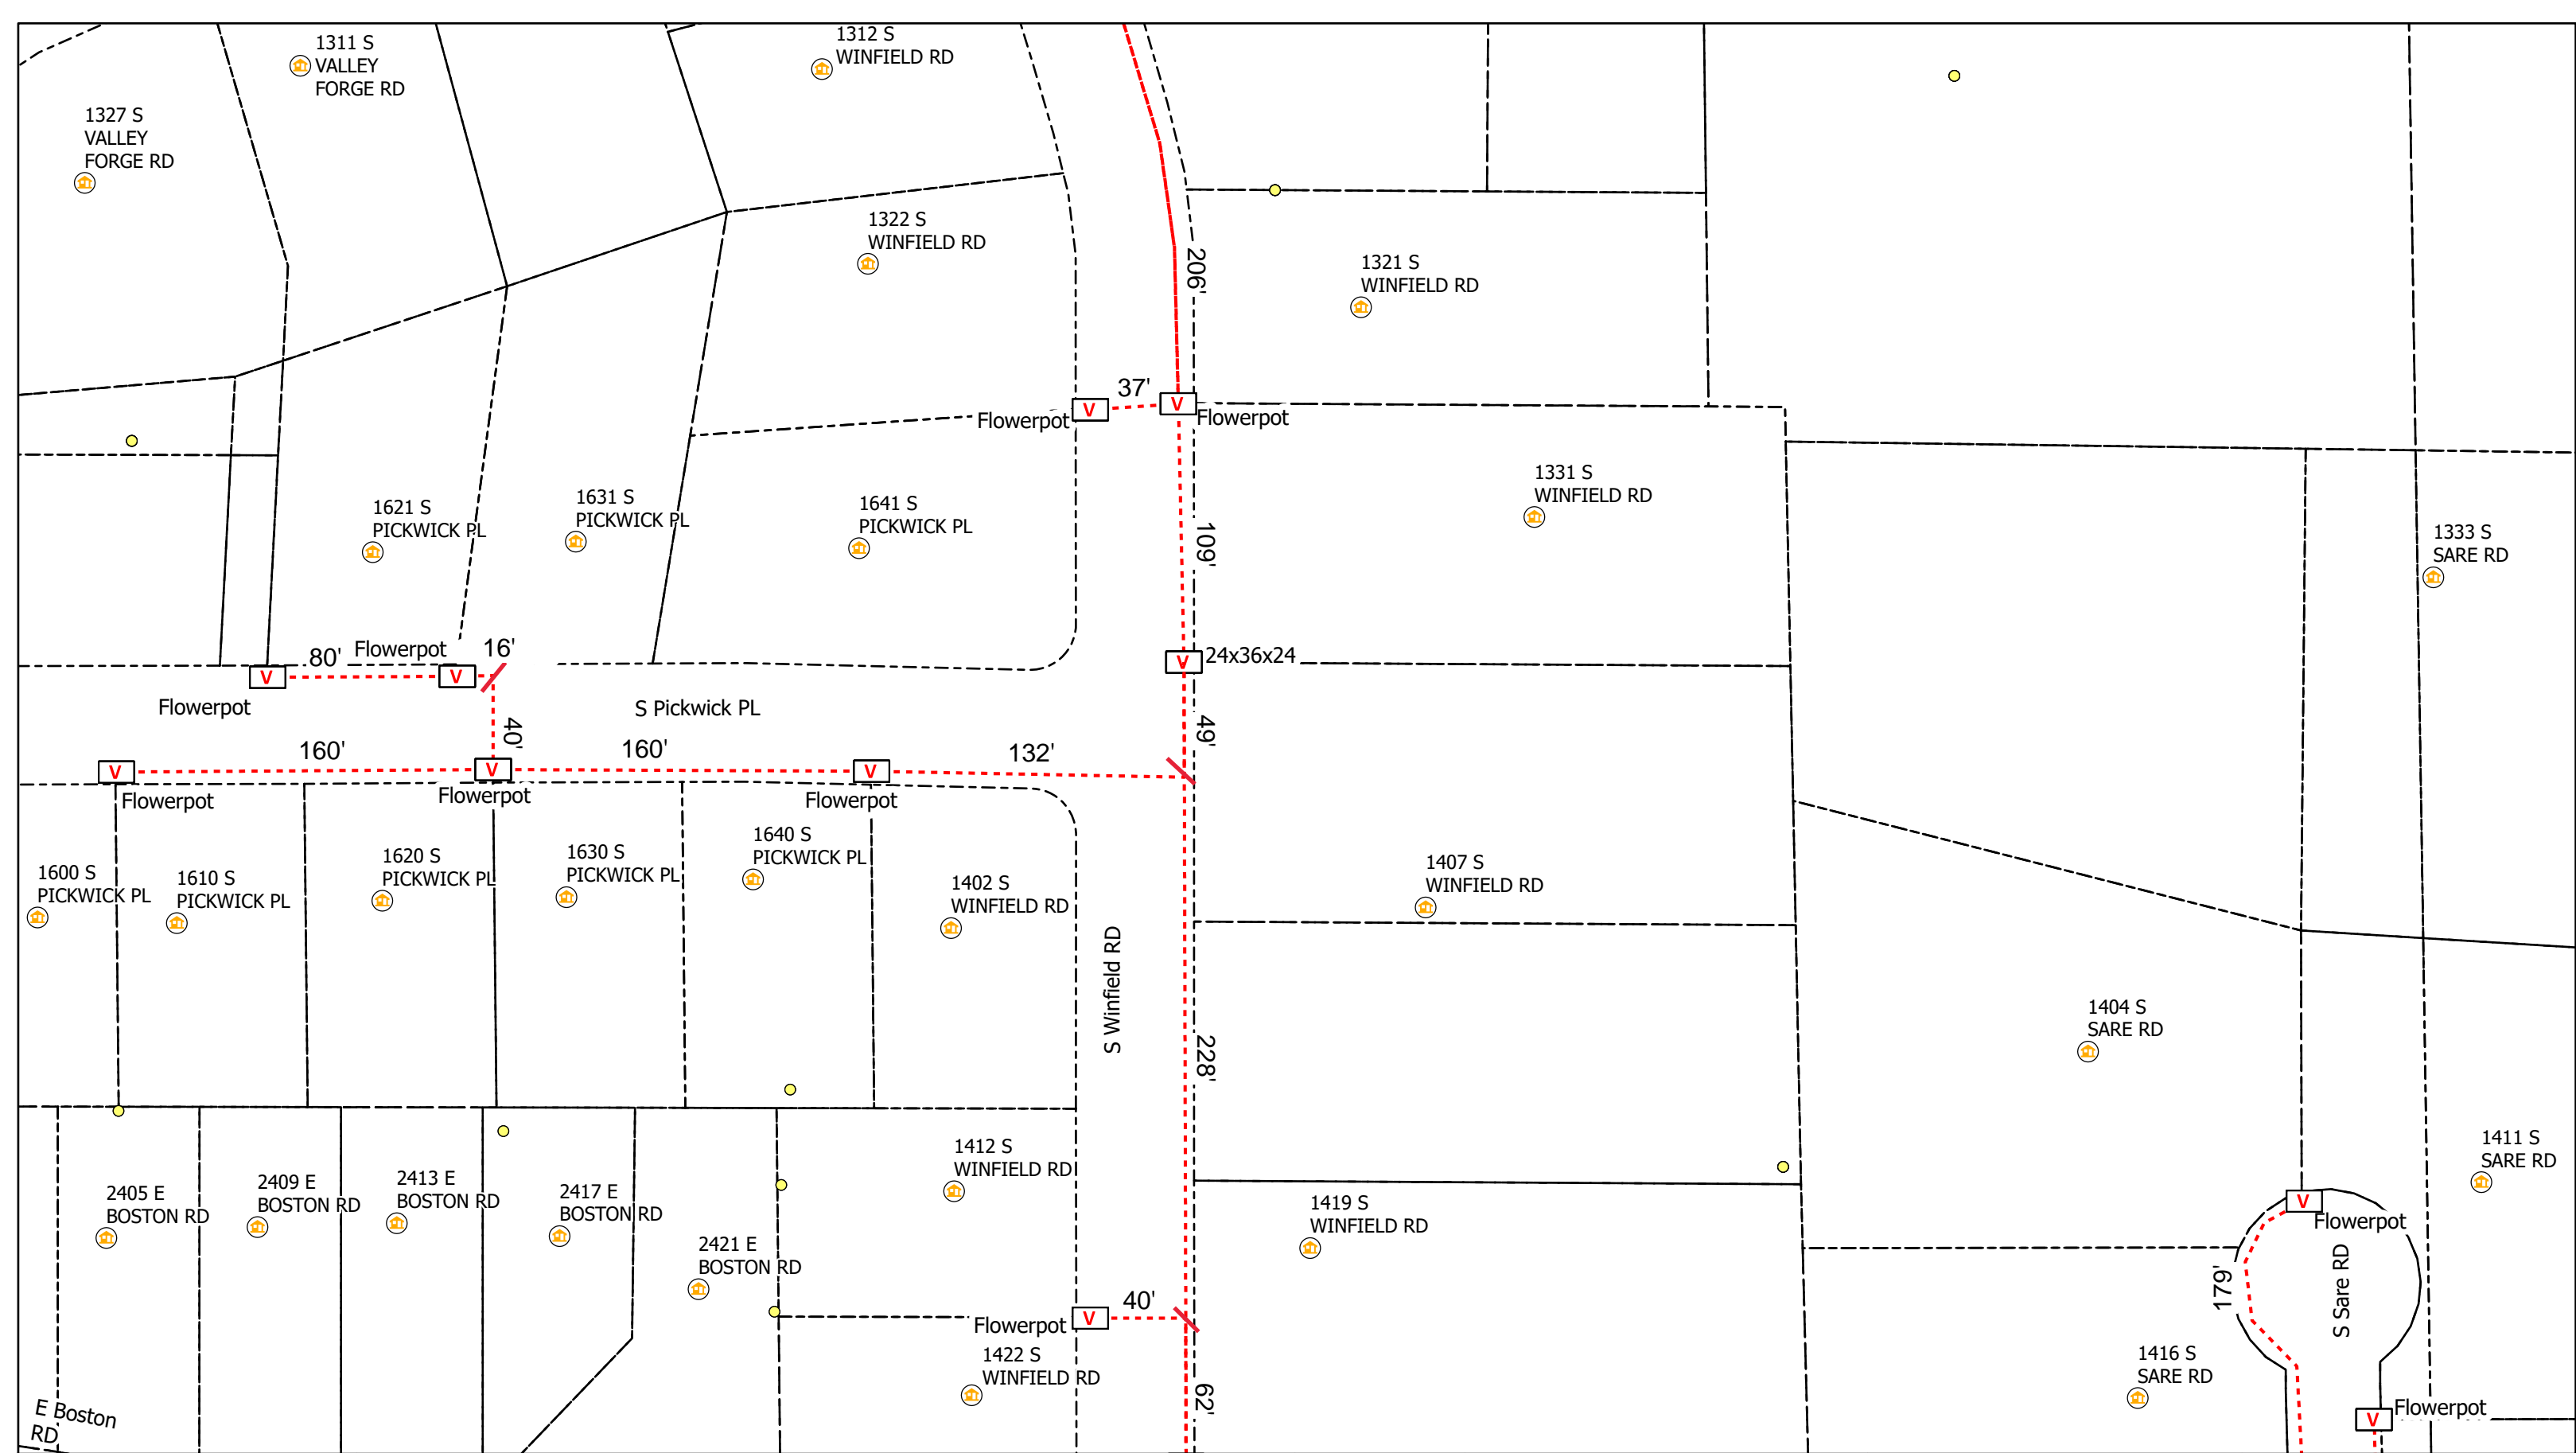 1311 S
VALLEY
FORGE RD
1312 S
WINFIELD RD
1327 S
VALLEY
FORGE RD
1322 S
WINFIELD RD
206'
1321 S
WINFIELD RD
37'
V
V
Flowerpot
Flowerpot
1621 S
PICKWICK PL
1631 S
PICKWICK PL
1641 S
PICKWICK PL
109'
1331 S
WINFIELD RD
1333 S
SARE RD
80'
Flowerpot
16'
V
V
V
24x36x24
Flowerpot
S Pickwick PL
40'
49'
160'
160'
132'
V
V
V
Flowerpot
Flowerpot
Flowerpot
1600 S
PICKWICK PL
1610 S
PICKWICK PL
1620 S
PICKWICK PL
1630 S
PICKWICK PL
1640 S
PICKWICK PL
1402 S
WINFIELD RD
1407 S
WINFIELD RD
S Winfield RD
228'
1404 S
SARE RD
2405 E
BOSTON RD
2409 E
BOSTON RD
2413 E
BOSTON RD
2417 E
BOSTON RD
2421 E
BOSTON RD
1412 S
WINFIELD RD
1419 S
WINFIELD RD
1411 S
SARE RD
V
Flowerpot
179'
S Sare RD
40'
Flowerpot
V
1422 S
WINFIELD RD
62'
1416 S
SARE RD
V
Flowerpot
E Boston
RD